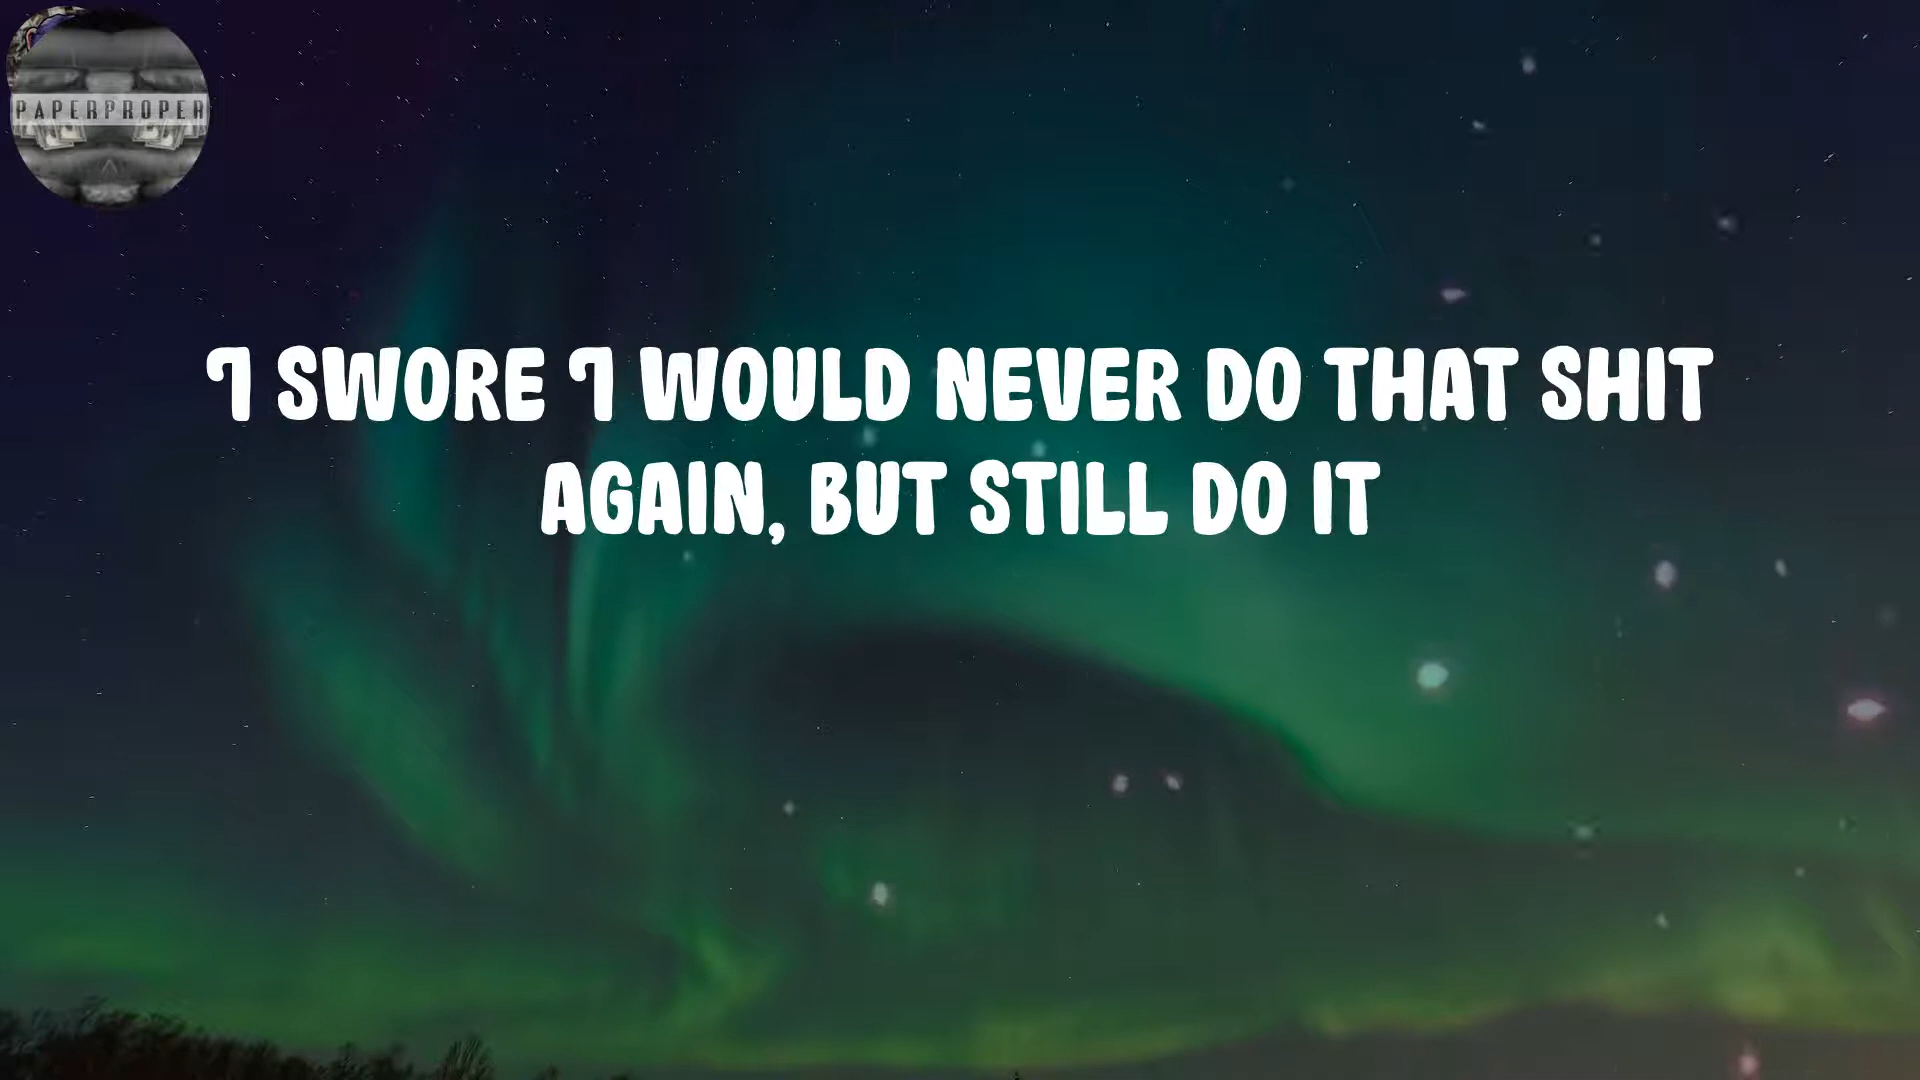 PAPERPROPER
I SWORE I WOULD NEVER DO THAT SHIT
AGAIN, BUT STILL DO IT